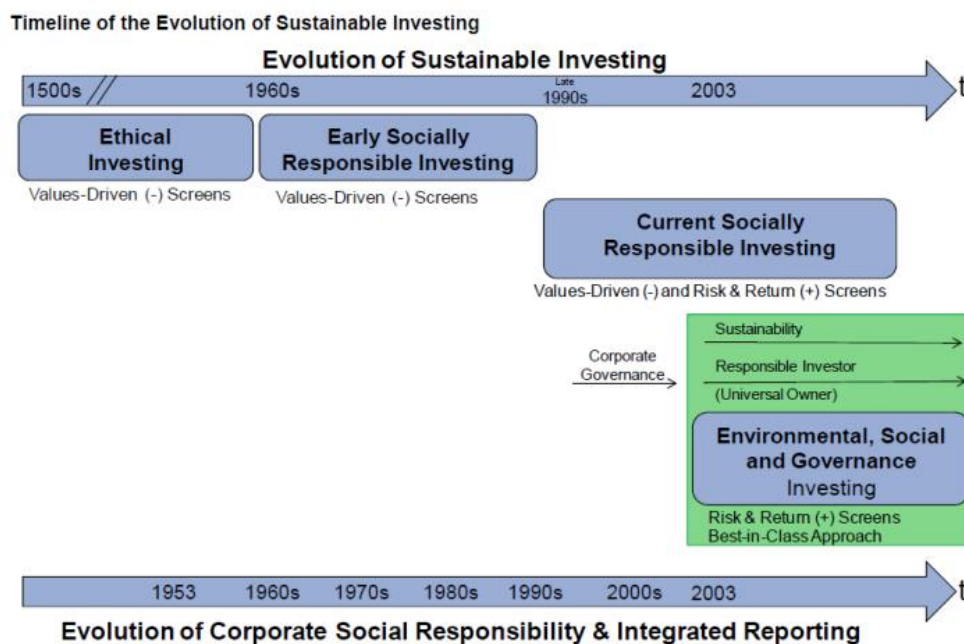 Timeline of the Evolution of Sustainable Investing
Evolution of Sustainable Investing
1500s
1960s
Late
1990s
2003
t
Ethical
Investing
Values-Driven (-) Screens
Early Socially
Responsible Investing
Values-Driven (-) Screens
Current Socially
Responsible Investing
Values-Driven (-) and Risk & Return (+) Screens
Corporate
Governance
Sustainability
Responsible Investor
(Universal Owner)
Environmental, Social
and Governance
Investing
Risk & Return (+) Screens
Best-in-Class Approach
1953
1960s
1970s
1980s
1990s
2000s
2003
t
Evolution of Corporate Social Responsibility & Integrated Reporting